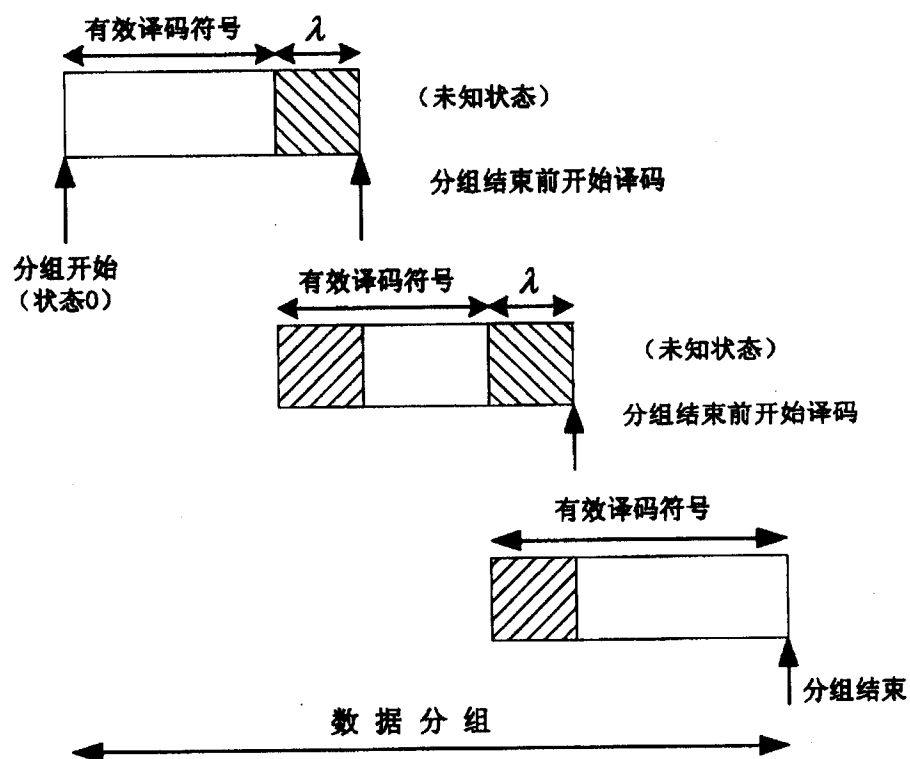 有效译码符号
λ
（未知状态）
分组结束前开始译码
分组开始
（状态0）
有效译码符号
λ
（未知状态）
分组结束前开始译码
有效译码符号
分组结束
数 据 分 组